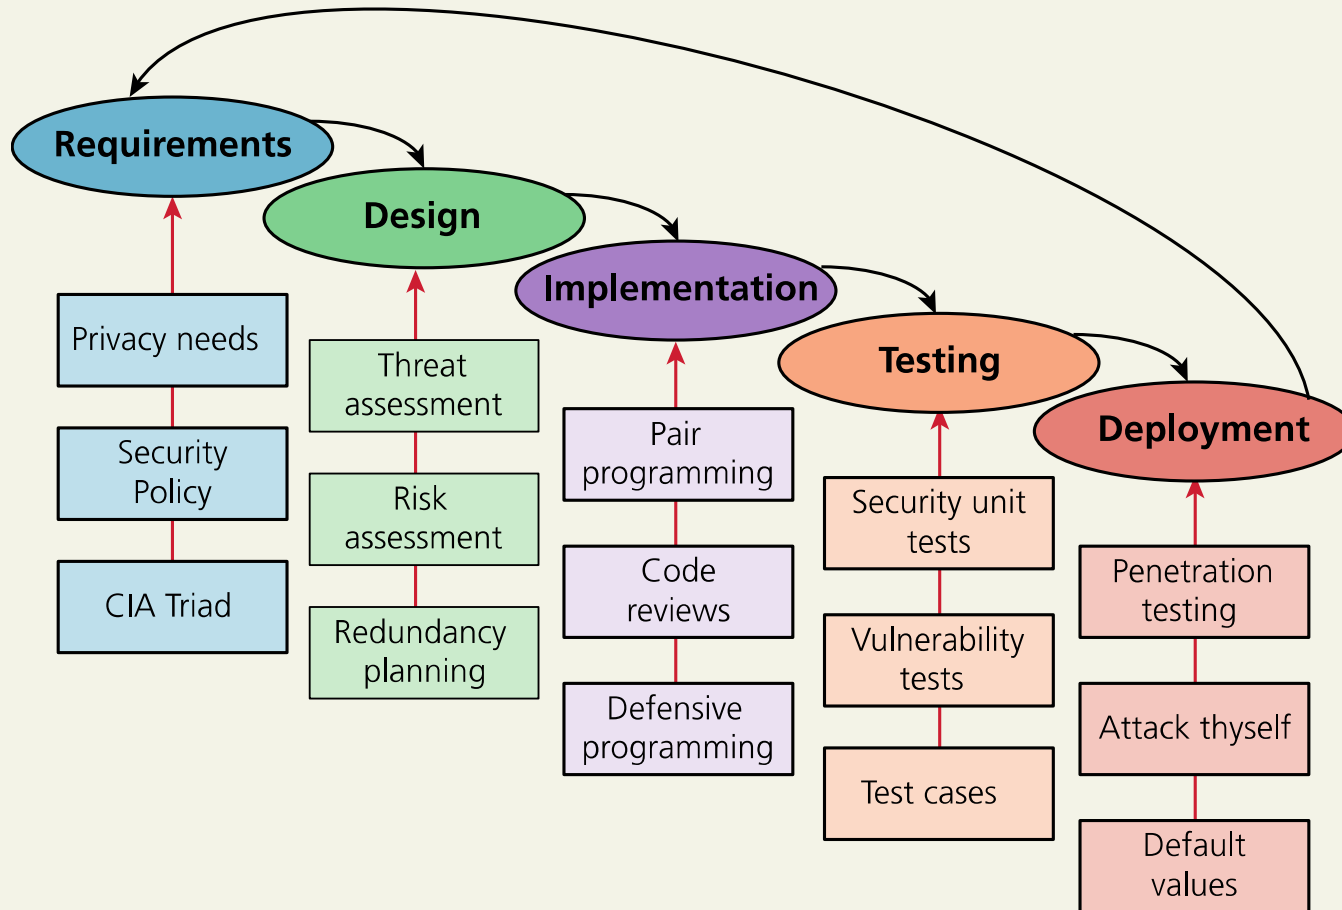 Requirements
Design
Implementation
Testing
Deployment
Privacy needs
Security
Policy
CIA Triad
Threat
assessment
Risk
assessment
Redundancy
planning
Pair
programming
Code
reviews
Defensive
programming
Security unit
tests
Vulnerability
tests
Test cases
Penetration
testing
Attack thyself
Default
values